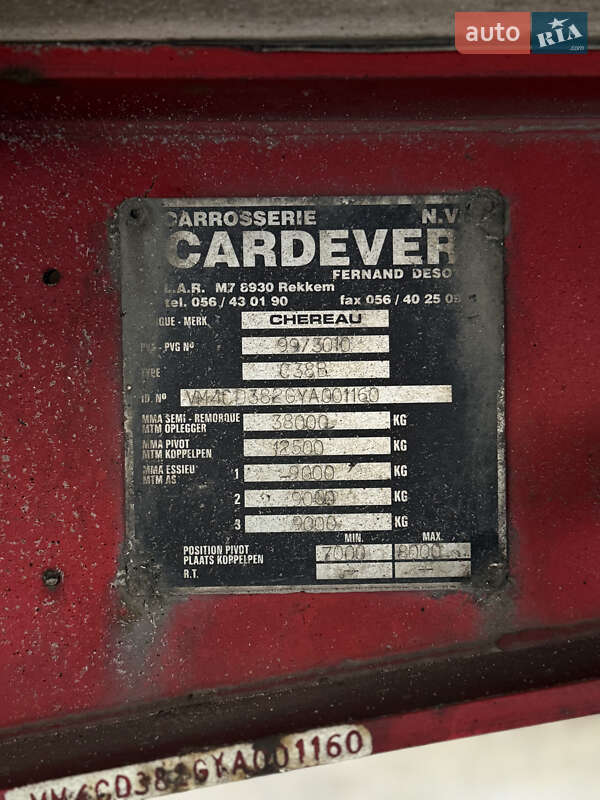 auto RIA .com
CARROSSERIE N.V
CARDEVER
FERNAND DESO
L.A.R. M7 8930 Rekkem
tel. 056 / 43 01 90 fax 056 / 40 25 05
QUE - MERK CHEREAU
PVG Nº 99/3010
TYPE C38B
ID. Nº VM4CD382GYA001160
MMA SEMI - REMORQUE
MTM OPLEGGER 38000 KG
MMA PIVOT
MTM KOPPELPEN 12500 KG
MMA ESSIEU
MTM AS 1 9000 KG
2 9000 KG
3 9000 KG
MIN. MAX.
POSITION PIVOT
PLAATS KOPPELPEN 7000 8000
R.T. — —
VM4CD382GYA001160